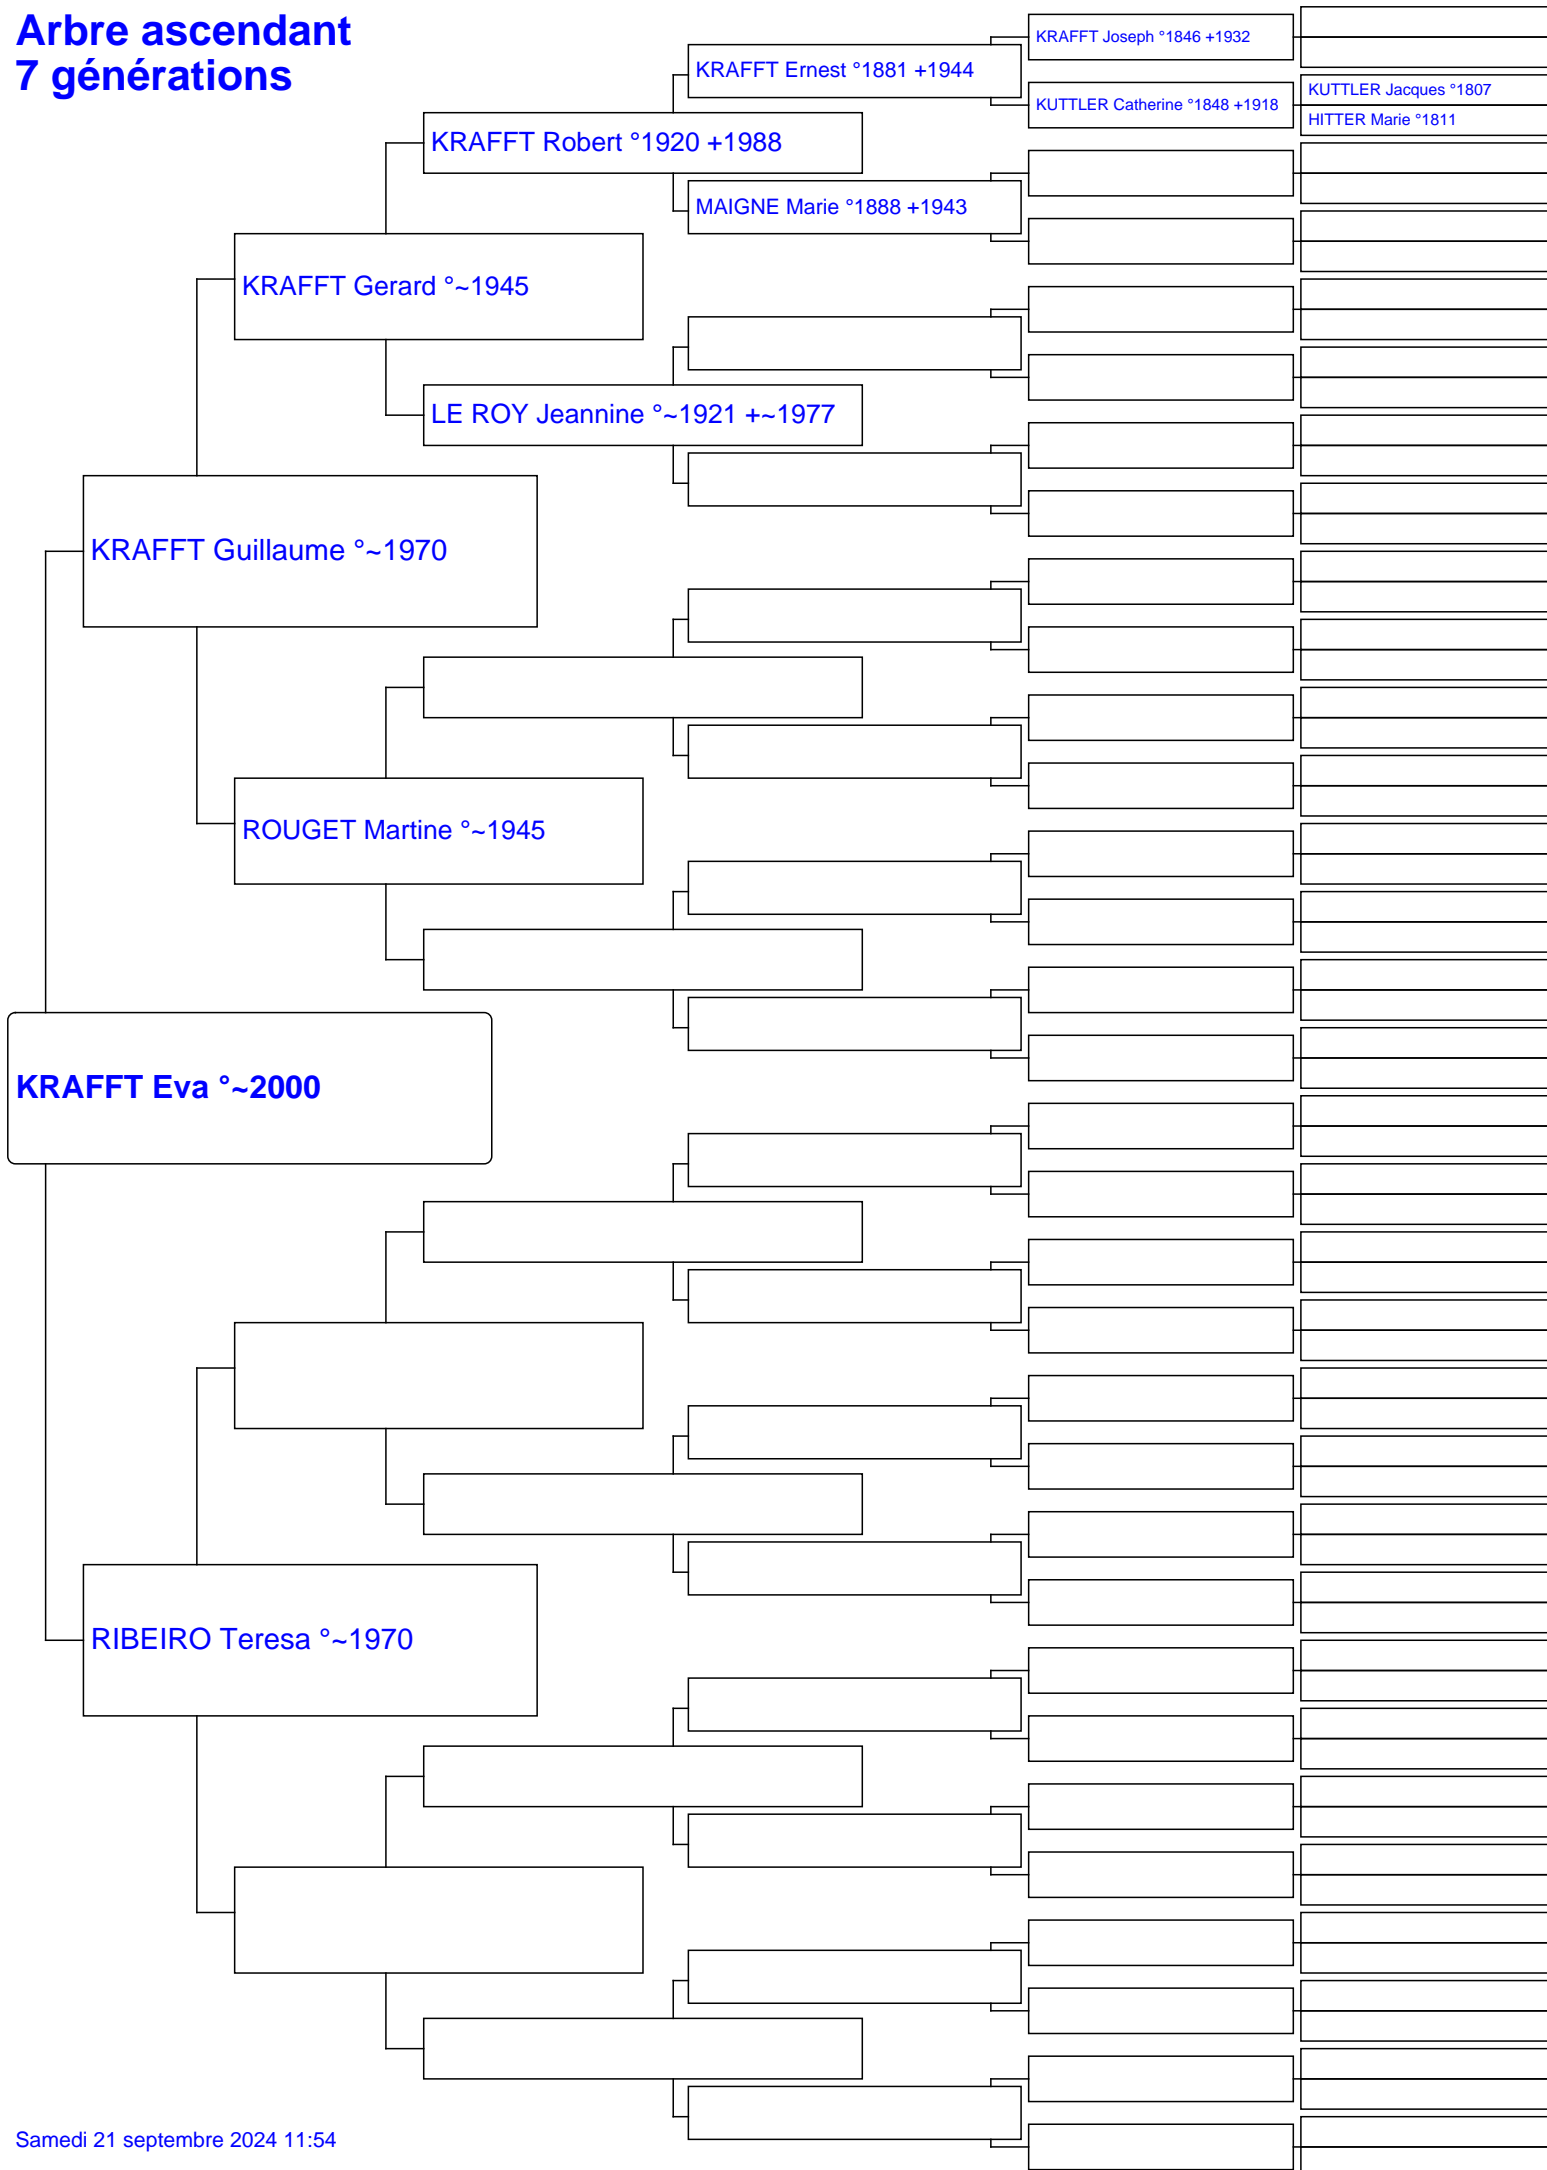 Arbre ascendant
7 générations
KRAFFT Joseph °1846 +1932
KRAFFT Ernest °1881 +1944
KUTTLER Catherine °1848 +1918
KUTTLER Jacques °1807
HITTER Marie °1811
KRAFFT Robert °1920 +1988
MAIGNE Marie °1888 +1943
KRAFFT Gerard °~1945
LE ROY Jeannine °~1921 +~1977
KRAFFT Guillaume °~1970
ROUGET Martine °~1945
KRAFFT Eva °~2000
RIBEIRO Teresa °~1970
Samedi 21 septembre 2024 11:54